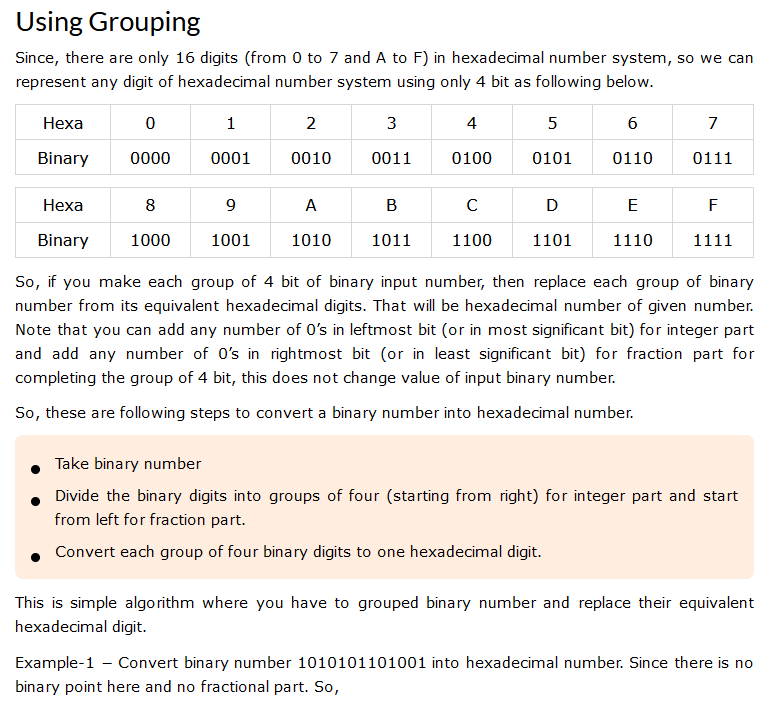 Using Grouping
Since, there are only 16 digits (from 0 to 7 and A to F) in hexadecimal number system, so we can
represent any digit of hexadecimal number system using only 4 bit as following below.
Hexa 0 1 2 3 4 5 6 7
Binary 0000 0001 0010 0011 0100 0101 0110 0111
Hexa 8 9 A B C D E F
Binary 1000 1001 1010 1011 1100 1101 1110 1111
So, if you make each group of 4 bit of binary input number, then replace each group of binary
number from its equivalent hexadecimal digits. That will be hexadecimal number of given number.
Note that you can add any number of 0’s in leftmost bit (or in most significant bit) for integer part
and add any number of 0’s in rightmost bit (or in least significant bit) for fraction part for
completing the group of 4 bit, this does not change value of input binary number.
So, these are following steps to convert a binary number into hexadecimal number.
● Take binary number
● Divide the binary digits into groups of four (starting from right) for integer part and start
from left for fraction part.
● Convert each group of four binary digits to one hexadecimal digit.
This is simple algorithm where you have to grouped binary number and replace their equivalent
hexadecimal digit.
Example-1 − Convert binary number 1010101101001 into hexadecimal number. Since there is no
binary point here and no fractional part. So,